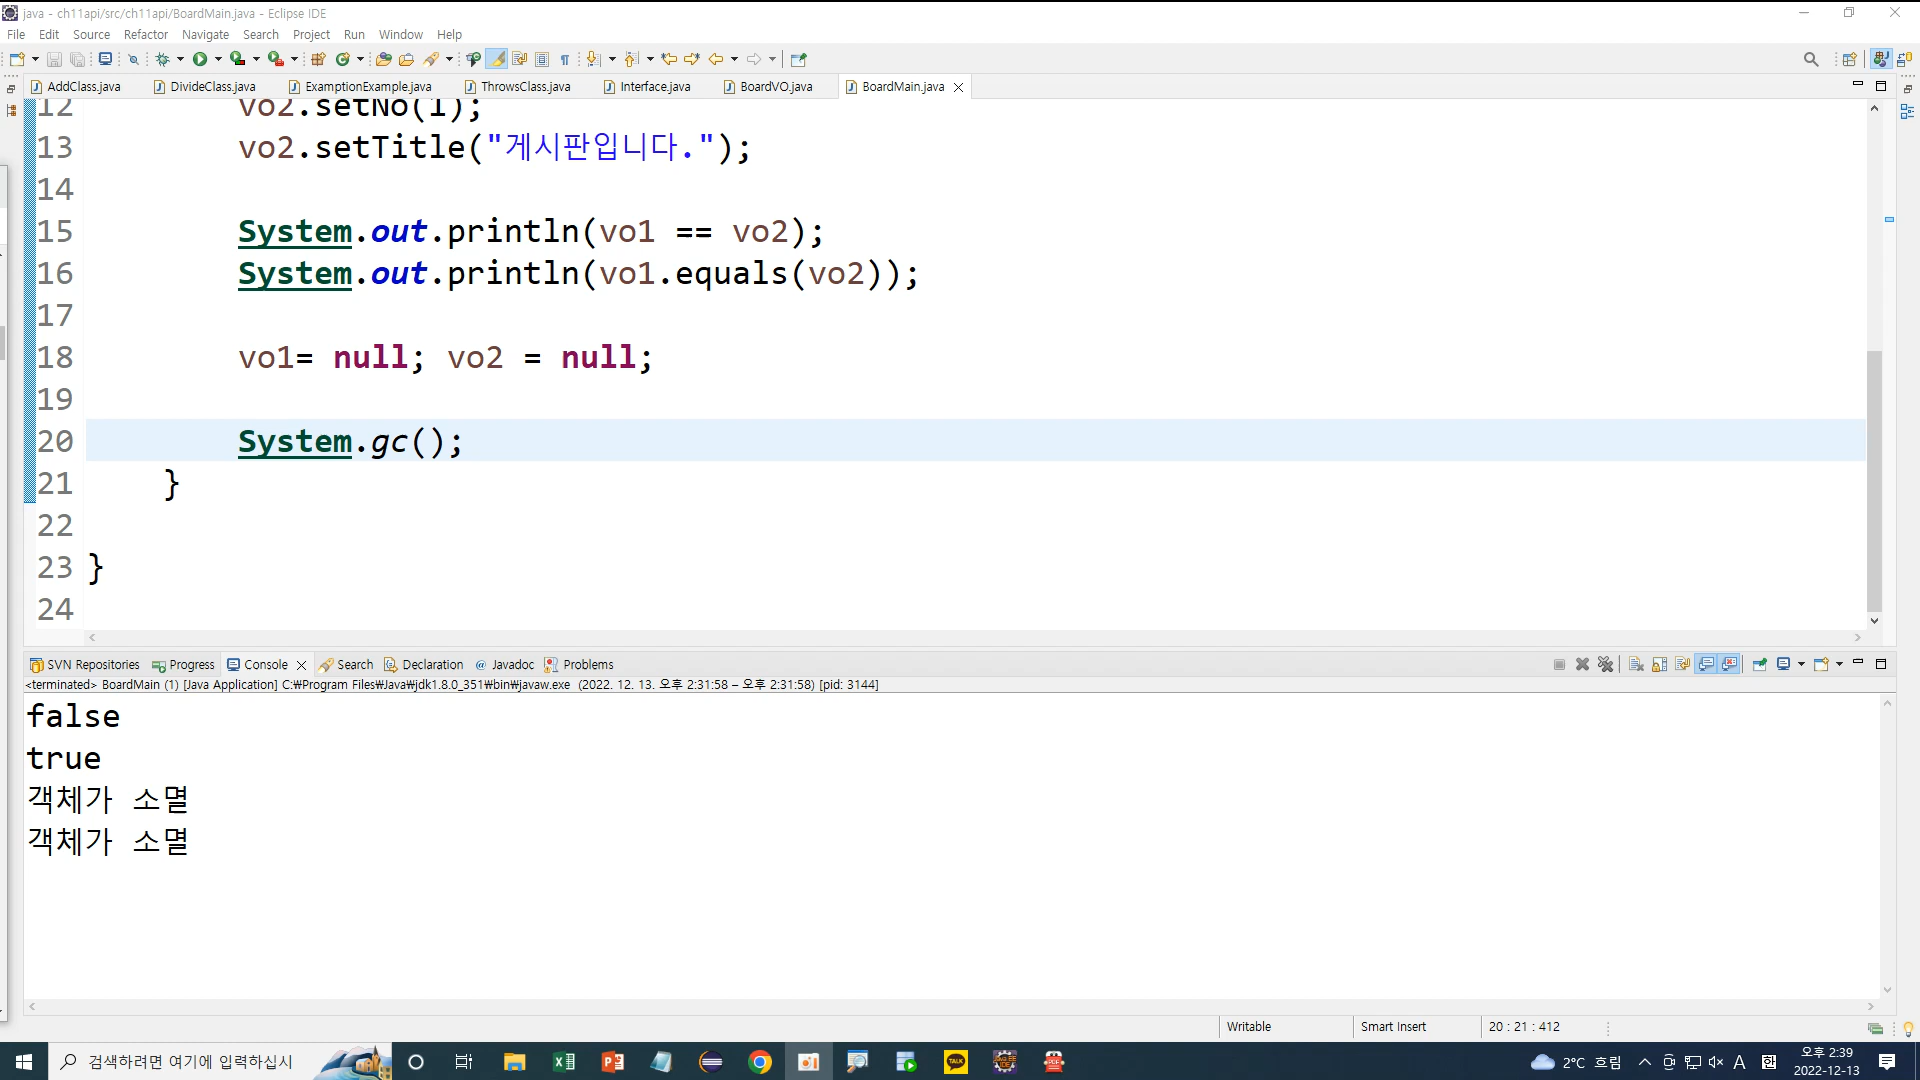 java - ch11api/src/ch11api/BoardMain.java - Eclipse IDE
File Edit Source Refactor Navigate Search Project Run Window Help
AddClass.java DivideClass.java ExamptionExample.java ThrowsClass.java Interface.java BoardVO.java BoardMain.java
12 vo2.setNo(1);
13 vo2.setTitle("게시판입니다.");
14
15 System.out.println(vo1 == vo2);
16 System.out.println(vo1.equals(vo2));
17
18 vo1= null; vo2 = null;
19
20 System.gc();
21 }
22
23 }
24
SVN Repositories Progress Console Search Declaration @ Javadoc Problems
<terminated> BoardMain (1) [Java Application] C:₩Program Files₩Java₩jdk1.8.0_351₩bin₩javaw.exe (2022. 12. 13. 오후 2:31:58 – 오후 2:31:58) [pid: 3144]
false
true
객체가 소멸
객체가 소멸
Writable Smart Insert 20 : 21 : 412
검색하려면 여기에 입력하십시 TALK 2°C 흐림 A 한 오후 2:39
2022-12-13